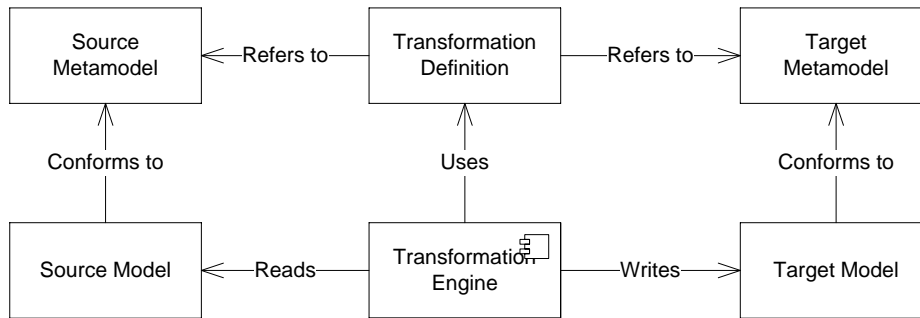 Source
Metamodel
Refers to
Transformation
Definition
Refers to
Target
Metamodel
Conforms to
Uses
Conforms to
Source Model
Reads
Transformation
Engine
Writes
Target Model